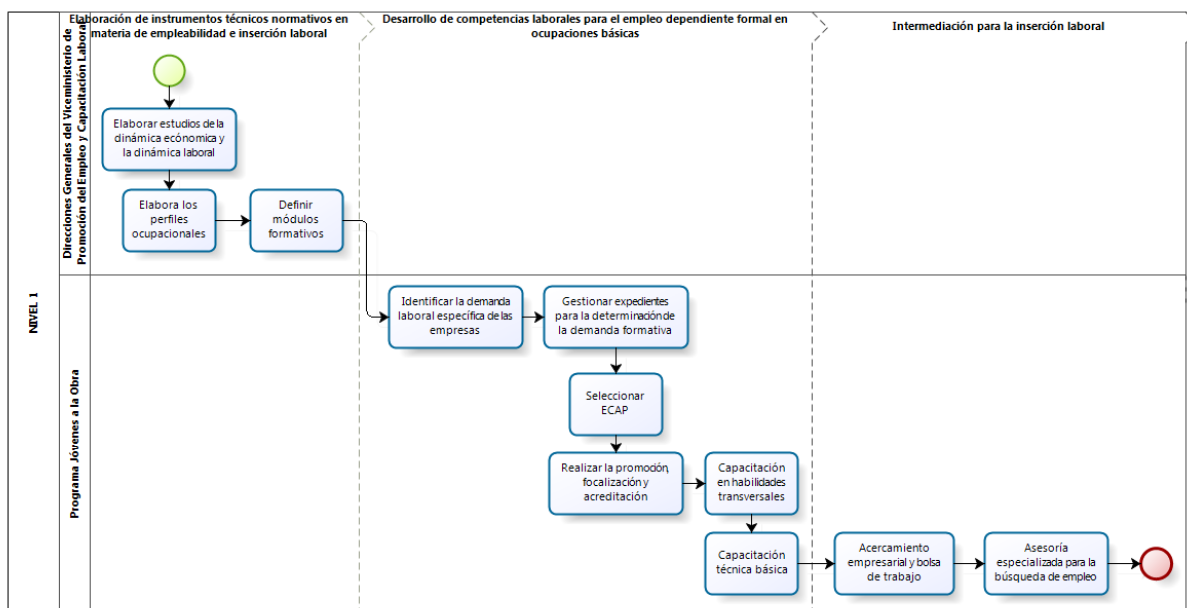 Elaboración de instrumentos técnicos normativos en
materia de empleabilidad e inserción laboral
Desarrollo de competencias laborales para el empleo dependiente formal en
ocupaciones básicas
Intermediación para la inserción laboral
NIVEL 1
Direcciones Generales del Viceministerio de
Promoción del Empleo y Capacitación Laboral
Elaborar estudios de la
dinámica ecónomica y
la dinámica laboral
Elabora los
perfiles
ocupacionales
Definir
módulos
formativos
Programa Jóvenes a la Obra
Identificar la demanda
laboral específica de las
empresas
Gestionar expedientes
para la determinación de
la demanda formativa
Seleccionar
ECAP
Realizar la promoción,
focalización y
acreditación
Capacitación
en habilidades
transversales
Capacitación
técnica básica
Acercamiento
empresarial y bolsa
de trabajo
Asesoría
especializada para la
búsqueda de empleo